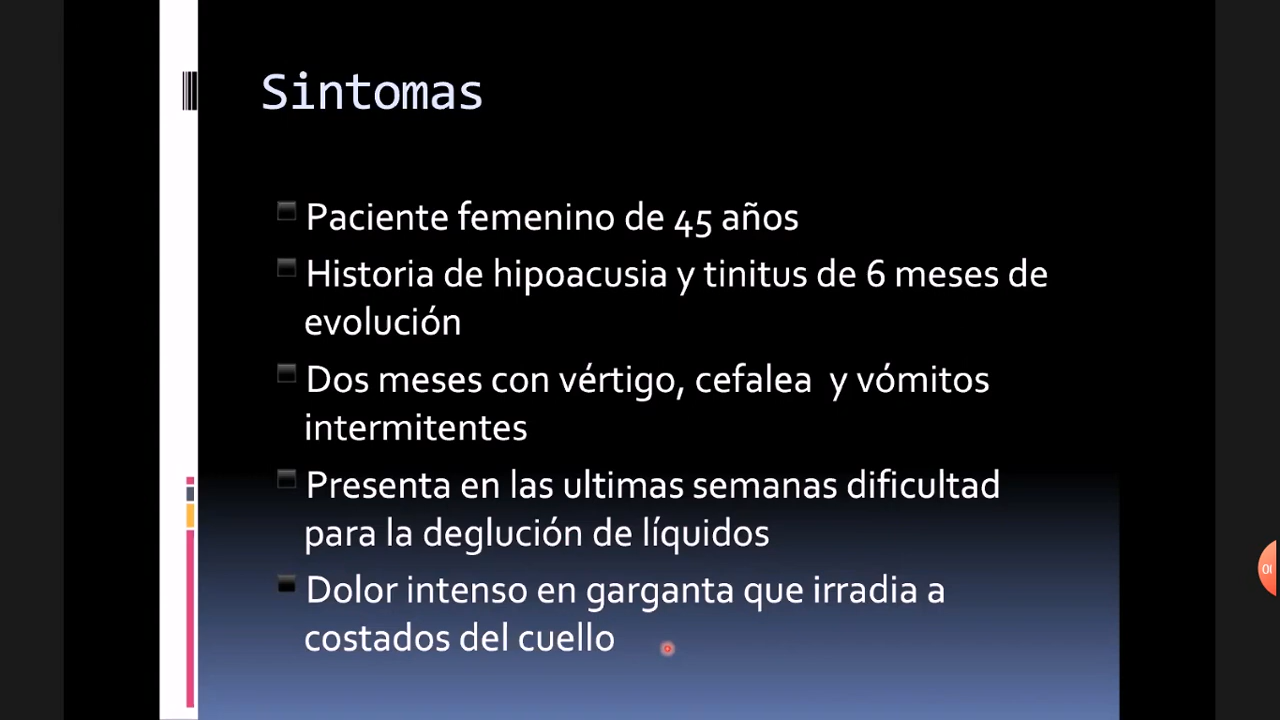 Sintomas
Paciente femenino de 45 años
Historia de hipoacusia y tinitus de 6 meses de
evolución
Dos meses con vértigo, cefalea y vómitos
intermitentes
Presenta en las ultimas semanas dificultad
para la deglución de líquidos
Dolor intenso en garganta que irradia a
costados del cuello